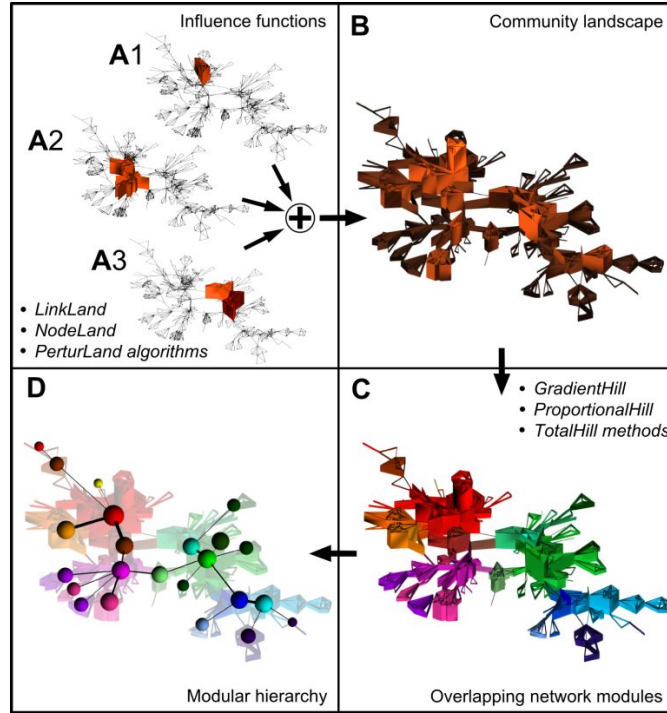 Influence functions
A1
A2
A3
+
• LinkLand
• NodeLand
• PerturLand algorithms
B
Community landscape
D
Modular hierarchy
C
• GradientHill
• ProportionalHill
• TotalHill methods
Overlapping network modules